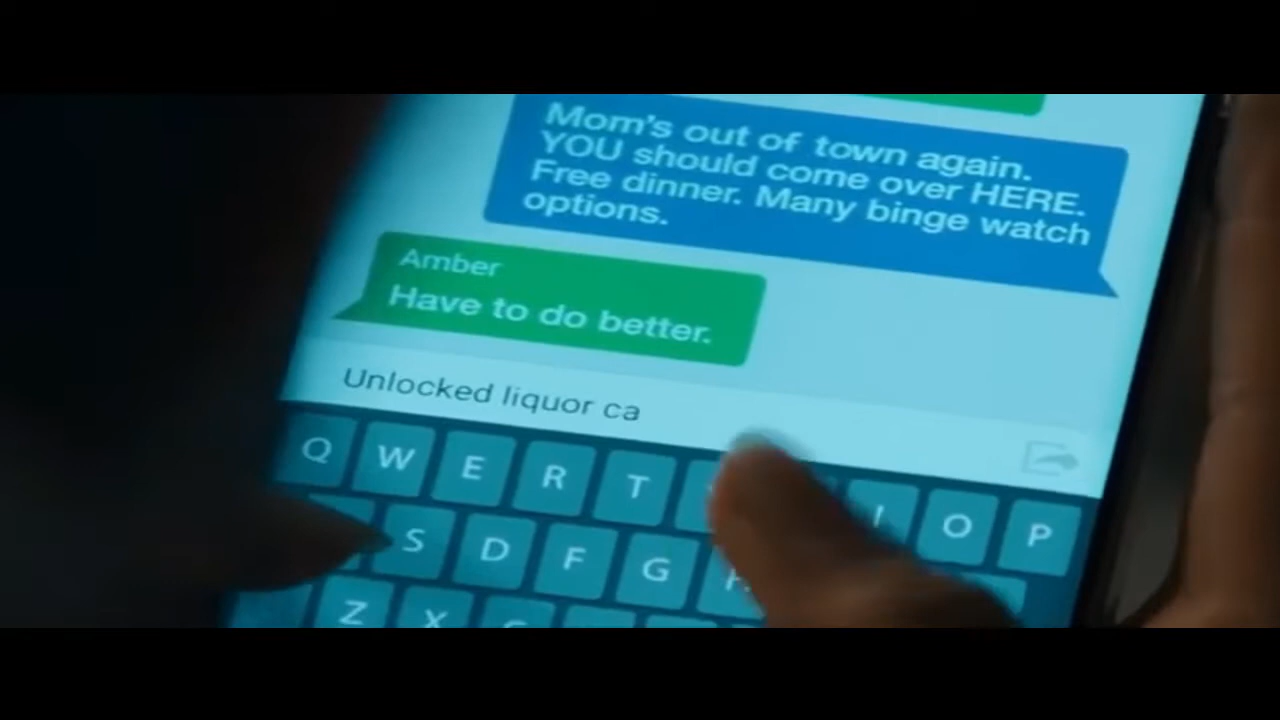 Mom's out of town again.
YOU should come over HERE.
Free dinner. Many binge watch
options.
Amber
Have to do better.
Unlocked liquor ca
Q W E R T I O P
S D F G H
Z X C